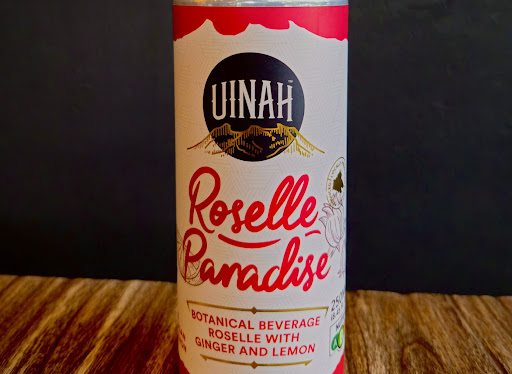 UINAH
Roselle
Paradise
BOTANICAL BEVERAGE
ROSELLE WITH
GINGER AND LEMON